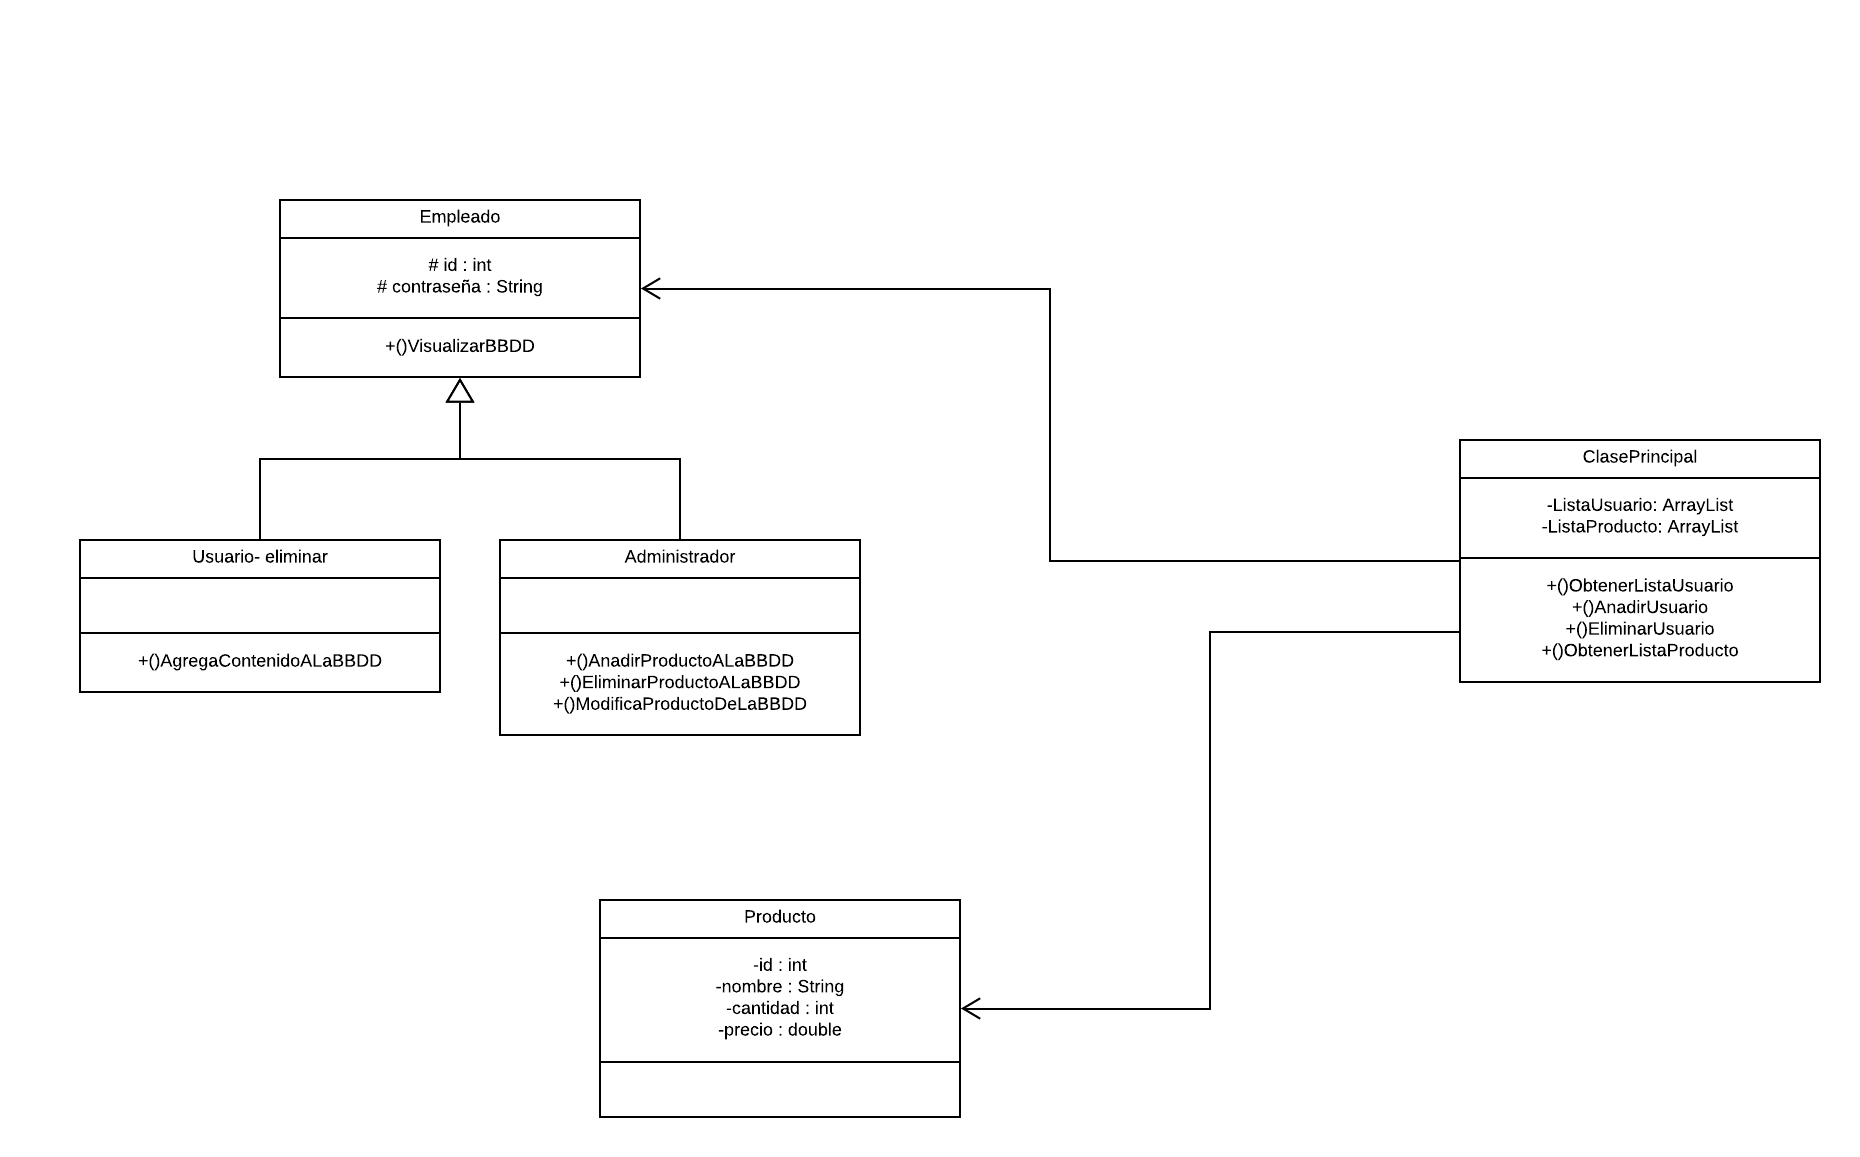 Empleado
# id : int
# contraseña : String
+()VisualizarBBDD
ClasePrincipal
-ListaUsuario: ArrayList
-ListaProducto: ArrayList
+()ObtenerListaUsuario
+()AnadirUsuario
+()EliminarUsuario
+()ObtenerListaProducto
Usuario- eliminar
+()AgregaContenidoALaBBDD
Administrador
+()AnadirProductoALaBBDD
+()EliminarProductoALaBBDD
+()ModificaProductoDeLaBBDD
Producto
-id : int
-nombre : String
-cantidad : int
-precio : double